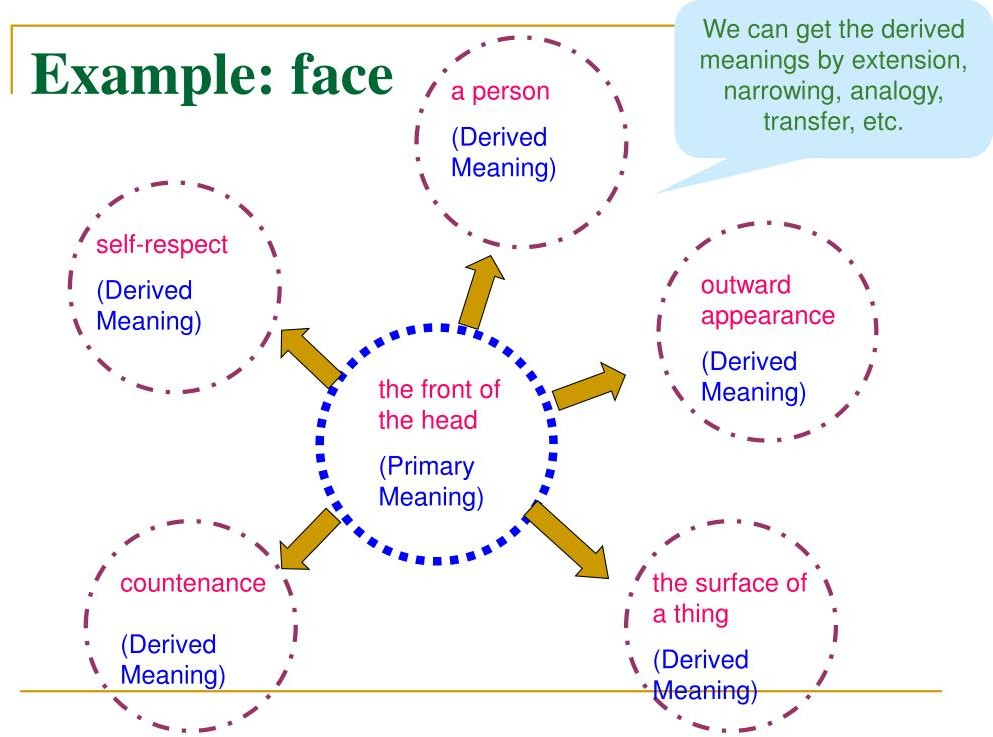 Example: face
We can get the derived
meanings by extension,
narrowing, analogy,
transfer, etc.
a person
(Derived
Meaning)
self-respect
(Derived
Meaning)
outward
appearance
(Derived
Meaning)
the front of
the head
(Primary
Meaning)
countenance
(Derived
Meaning)
the surface of
a thing
(Derived
Meaning)